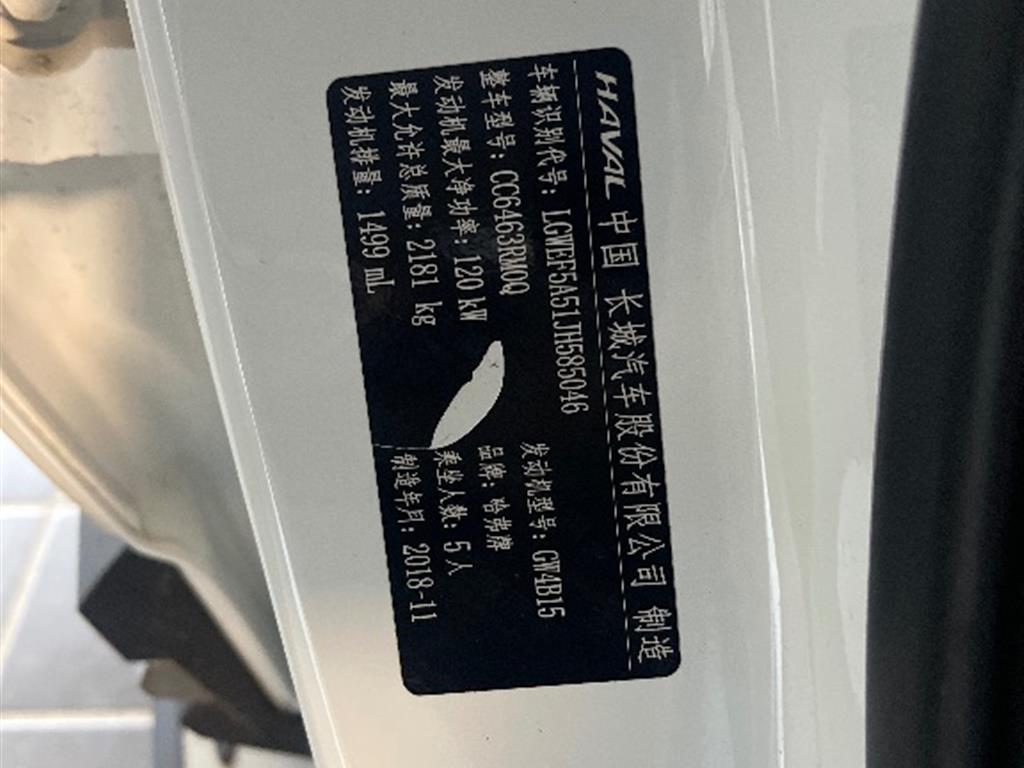 HAVAL 中国 长城汽车股份有限公司 制造
车辆识别代号：LGWEF5A51JH585046
发动机型号：GW4B15
整车型号：CC6463RM0Q
品牌：哈弗牌
发动机最大净功率：120 kW
乘坐人数：5人
最大允许总质量：2181 kg
制造年月：2018-11
发动机排量：1499 mL